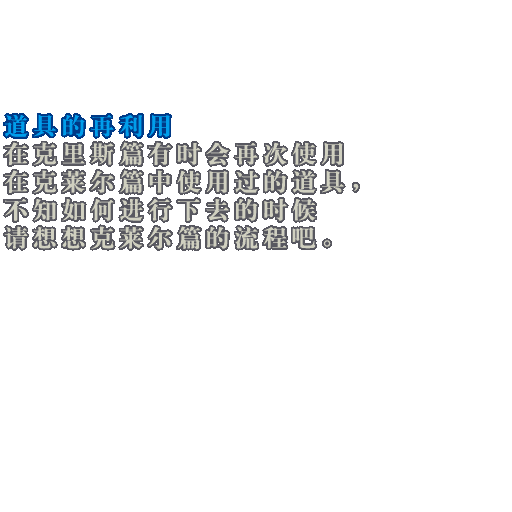 道具的再利用
在克里斯篇有时会再次使用
在克莱尔篇中使用过的道具，
不知如何进行下去的时候
请想想克莱尔篇的流程吧。